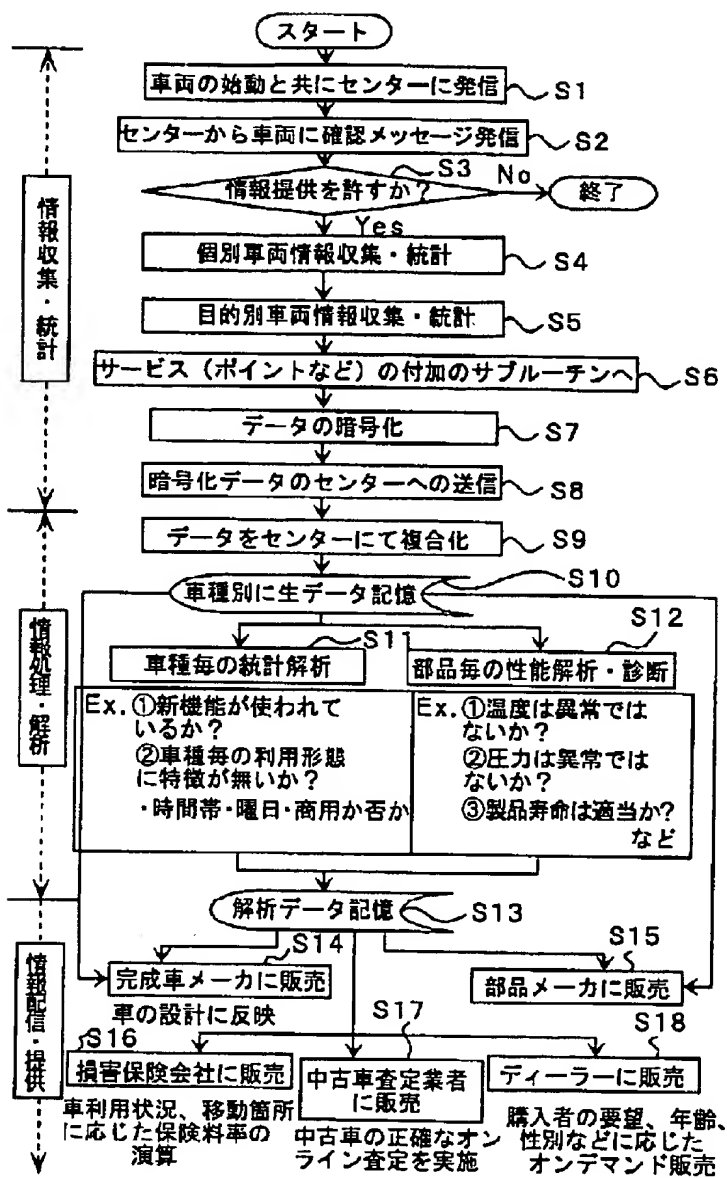 スタート
車両の始動と共にセンターに発信
S1
センターから車両に確認メッセージ発信
S2
S3
情報提供を許すか？
No
終了
Yes
個別車両情報収集・統計
S4
目的別車両情報収集・統計
S5
サービス（ポイントなど）の付加のサブルーチンへ
S6
データの暗号化
S7
暗号化データのセンターへの送信
S8
情報収集・統計
データをセンターにて複合化
S9
車種別に生データ記憶
S10
S11
車種毎の統計解析
S12
部品毎の性能解析・診断
Ex.①新機能が使われて
いるか？
②車種毎の利用形態
に特徴が無いか？
・時間帯・曜日・商用か否か
Ex.①温度は異常では
ないか？
②圧力は異常では
ないか？
③製品寿命は適当か？
など
情報処理・解析
解析データ記憶
S13
S14
完成車メーカに販売
車の設計に反映
S15
部品メーカに販売
S16
損害保険会社に販売
車利用状況、移動箇所
に応じた保険料率の
演算
S17
中古車査定業者
に販売
中古車の正確なオン
ライン査定を実施
S18
ディーラーに販売
購入者の要望、年齢、
性別などに応じた
オンデマンド販売
情報配信・提供